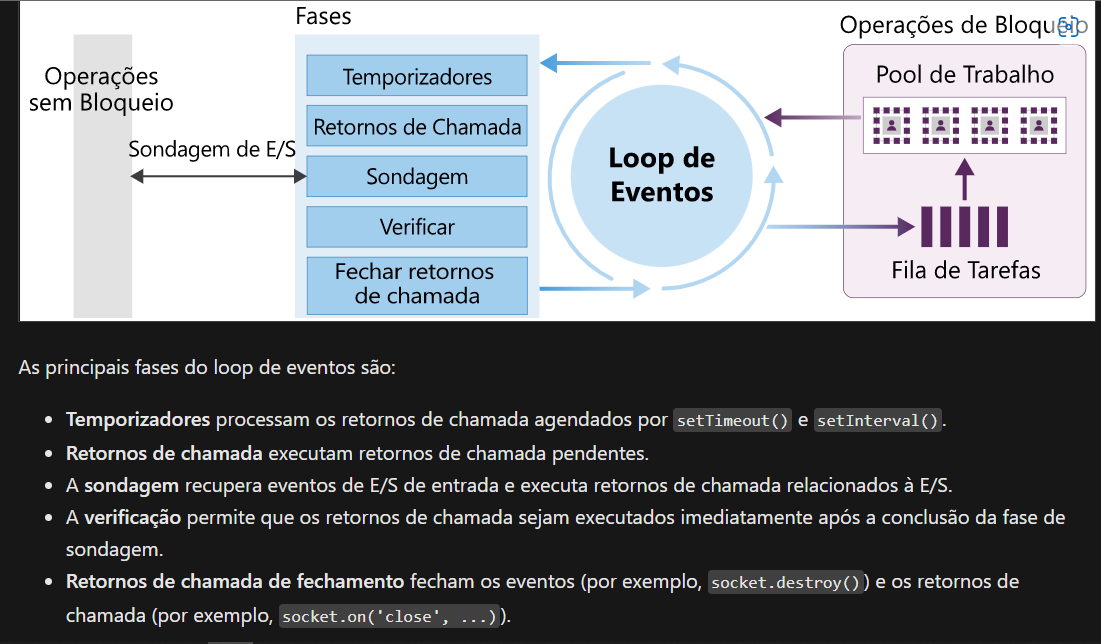 Fases
Operações de Bloqueio
Operações
sem Bloqueio
Sondagem de E/S
Temporizadores
Retornos de Chamada
Sondagem
Verificar
Fechar retornos
de chamada
Loop de
Eventos
Pool de Trabalho
Fila de Tarefas
As principais fases do loop de eventos são:
• Temporizadores processam os retornos de chamada agendados por setTimeout() e setInterval().
• Retornos de chamada executam retornos de chamada pendentes.
• A sondagem recupera eventos de E/S de entrada e executa retornos de chamada relacionados à E/S.
• A verificação permite que os retornos de chamada sejam executados imediatamente após a conclusão da fase de
sondagem.
• Retornos de chamada de fechamento fecham os eventos (por exemplo, socket.destroy()) e os retornos de
chamada (por exemplo, socket.on('close', ...)).